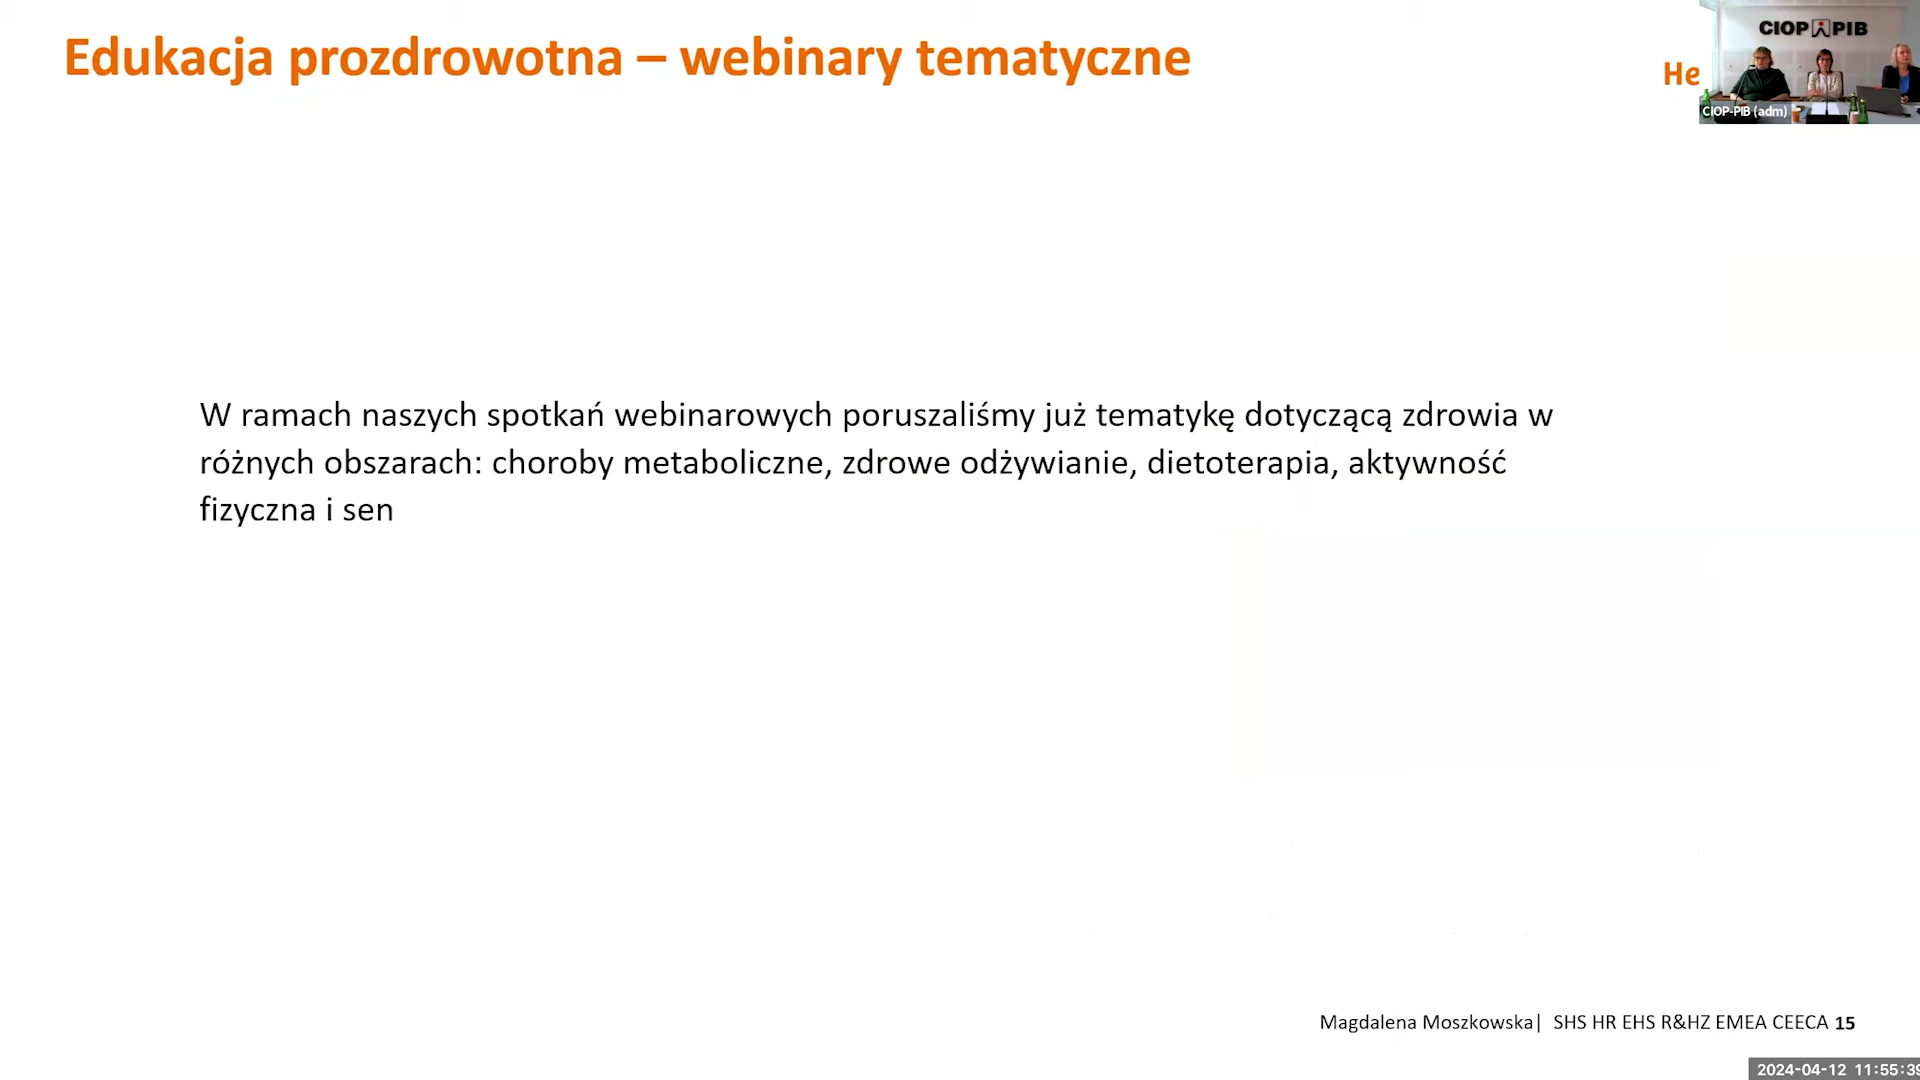 Edukacja prozdrowotna – webinary tematyczne
He
CIOP PIB
CIOP-PIB (adm)
W ramach naszych spotkań webinarowych poruszaliśmy już tematykę dotyczącą zdrowia w
różnych obszarach: choroby metaboliczne, zdrowe odżywianie, dietoterapia, aktywność
fizyczna i sen
Magdalena Moszkowska| SHS HR EHS R&HZ EMEA CEECA 15
2024-04-12 11:55:39